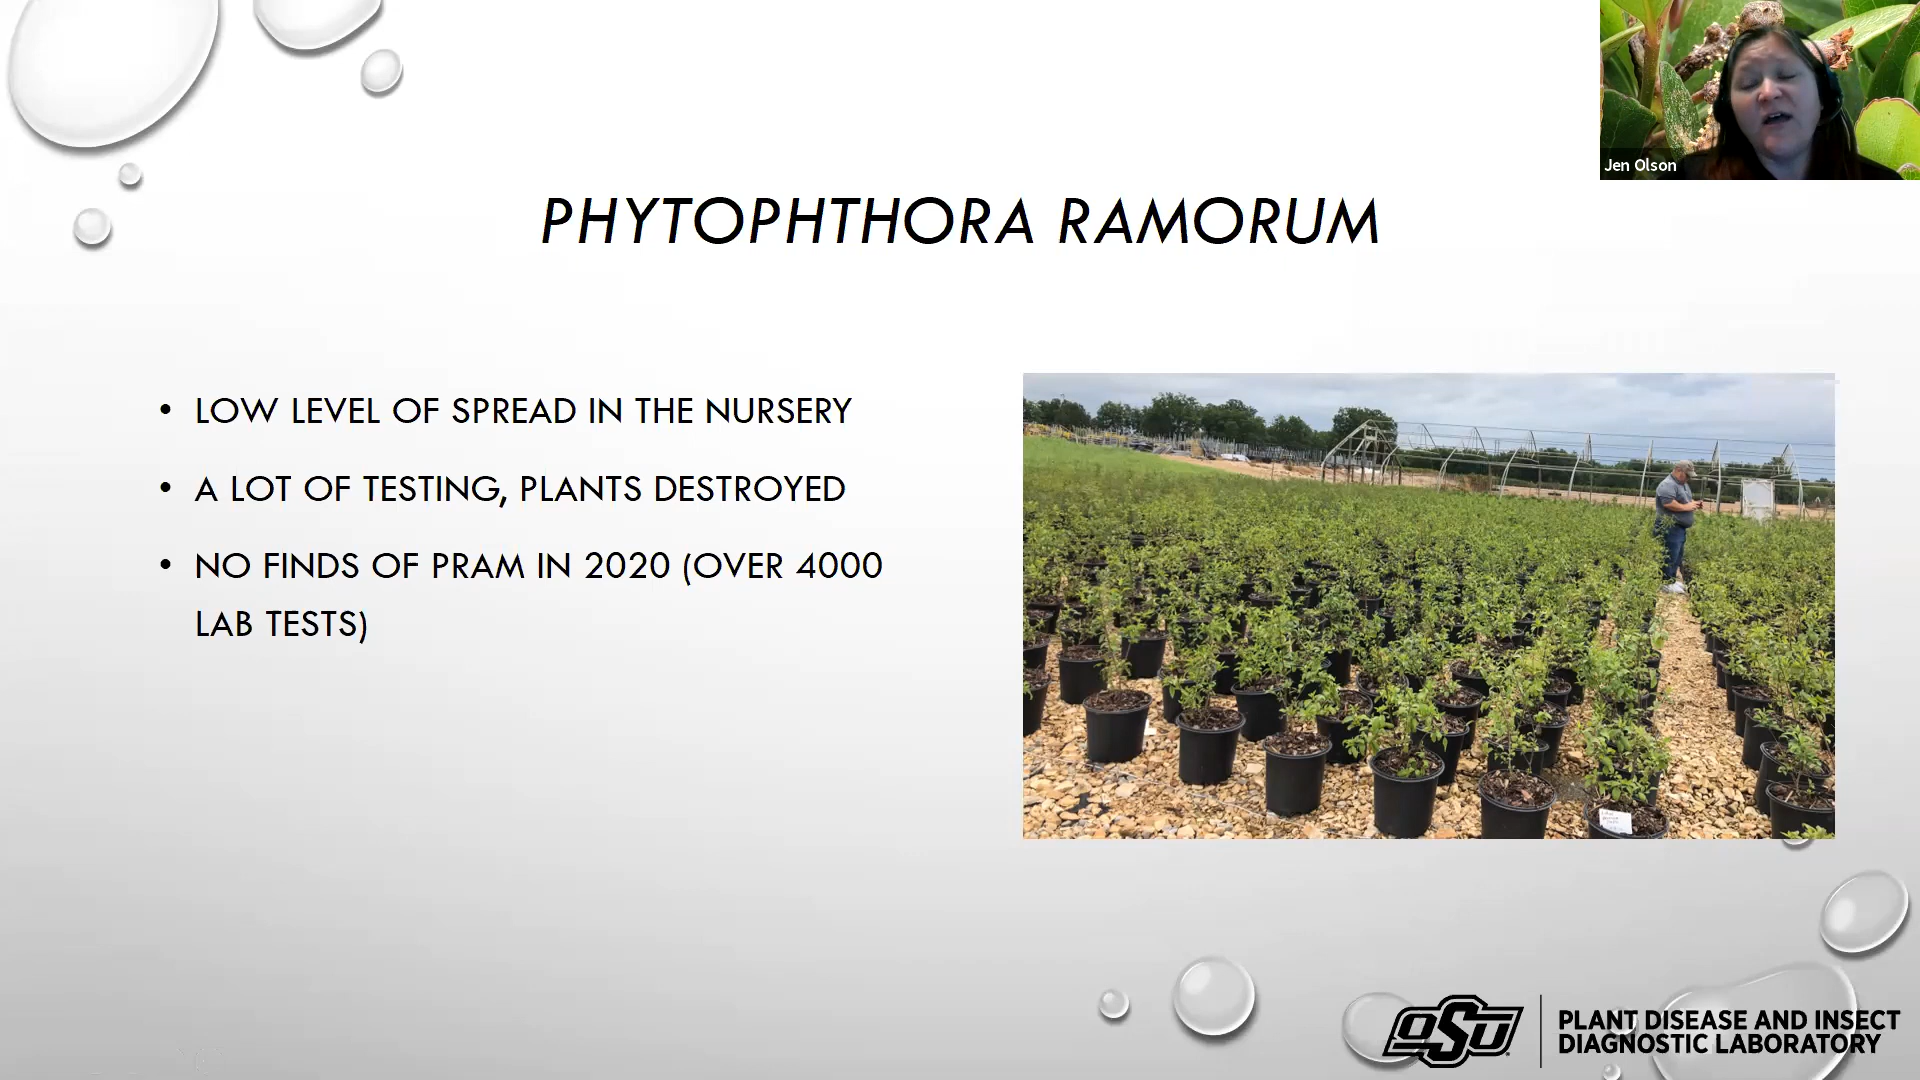 Jen Olson
PHYTOPHTHORA RAMORUM
• LOW LEVEL OF SPREAD IN THE NURSERY
• A LOT OF TESTING, PLANTS DESTROYED
• NO FINDS OF PRAM IN 2020 (OVER 4000
LAB TESTS)
OSU
PLANT DISEASE AND INSECT
DIAGNOSTIC LABORATORY